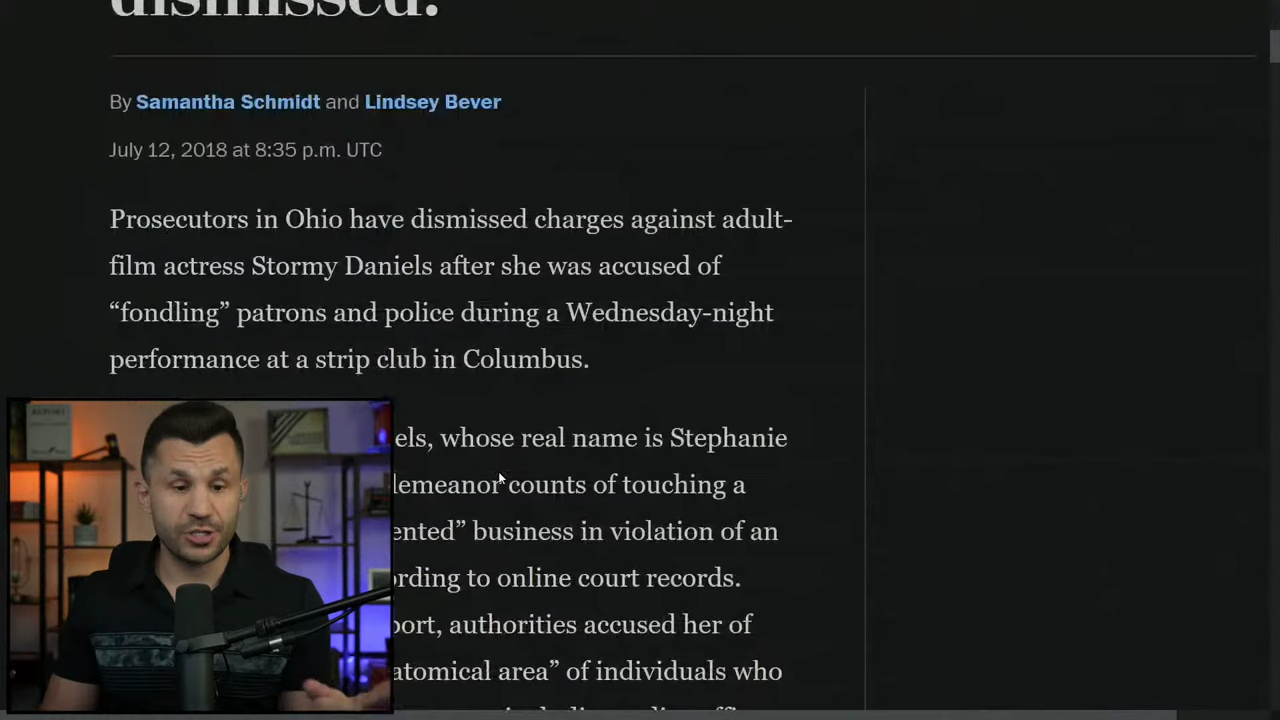 dismissed.
By Samantha Schmidt and Lindsey Bever
July 12, 2018 at 8:35 p.m. UTC
Prosecutors in Ohio have dismissed charges against adult-
film actress Stormy Daniels after she was accused of
“fondling” patrons and police during a Wednesday-night
performance at a strip club in Columbus.
els, whose real name is Stephanie
demeanor counts of touching a
ented” business in violation of an
ording to online court records.
port, authorities accused her of
atomical area” of individuals who